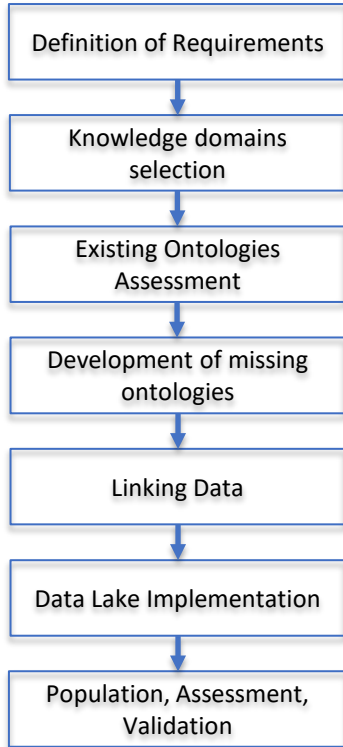 Definition of Requirements
Knowledge domains
selection
Existing Ontologies
Assessment
Development of missing
ontologies
Linking Data
Data Lake Implementation
Population, Assessment,
Validation